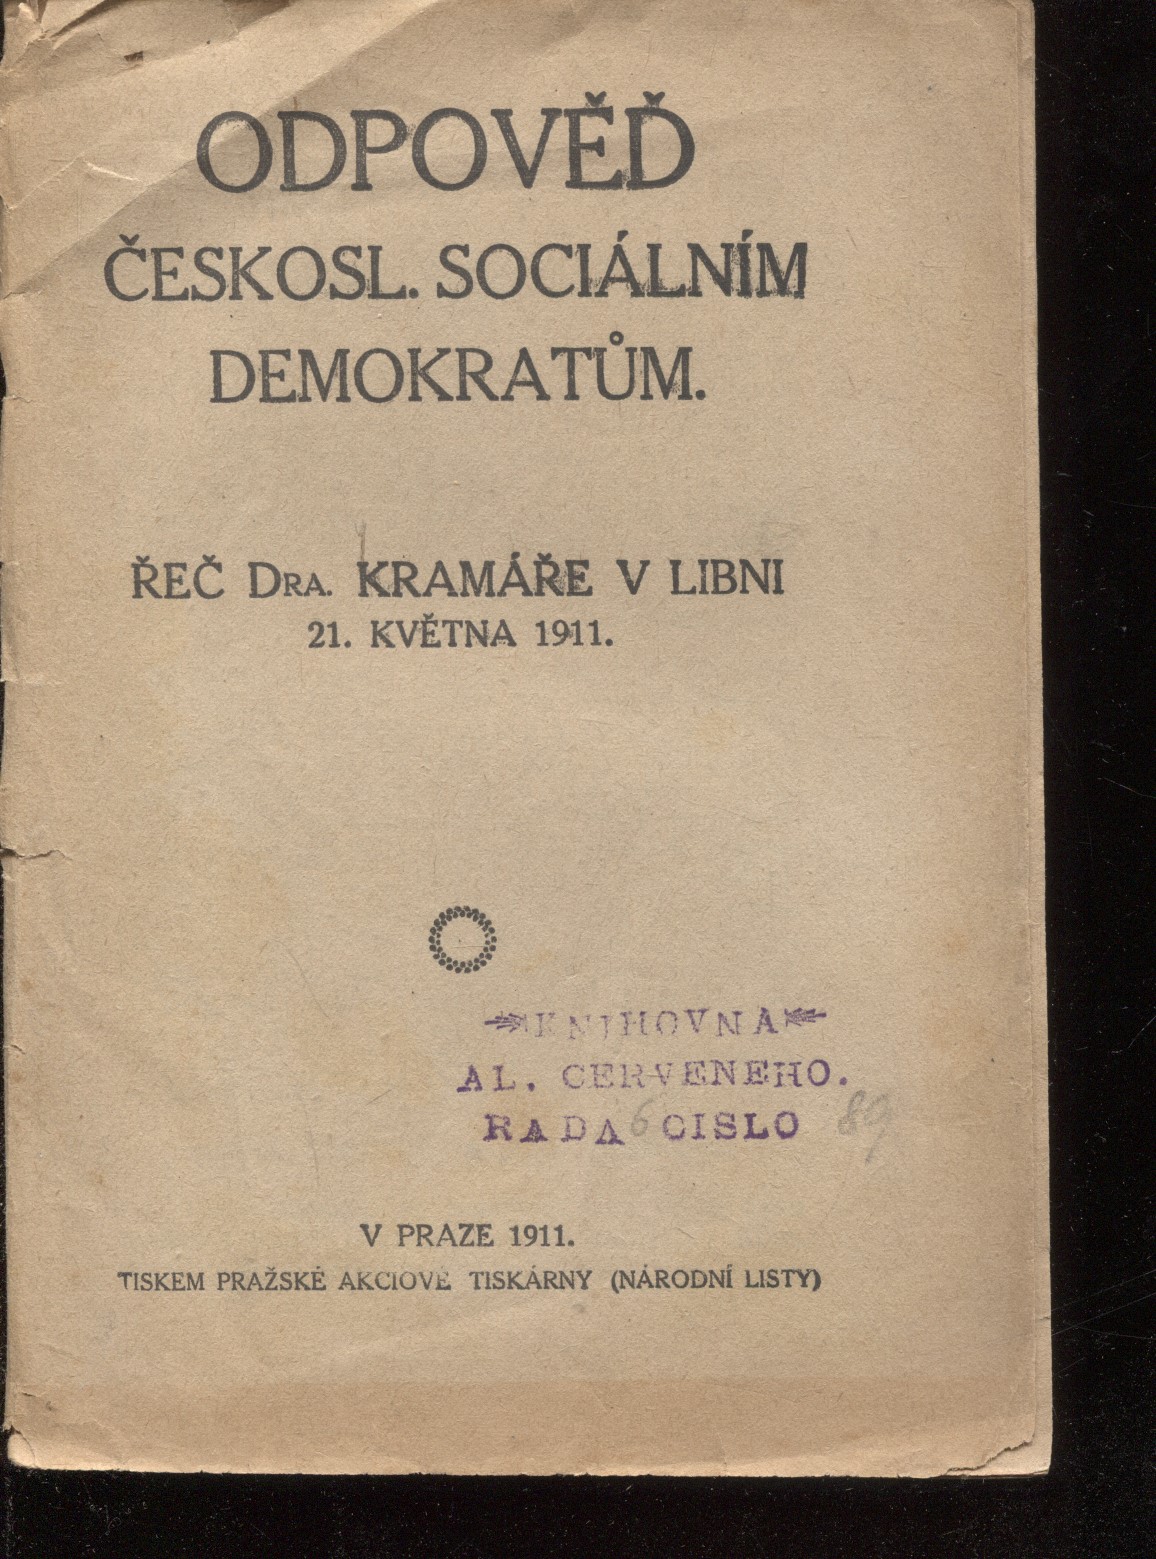 ODPOVĚĎ
ČESKOSL. SOCIÁLNÍM
DEMOKRATŮM.
ŘEČ DRA. KRAMÁŘE V LIBNI
21. KVĚTNA 1911.
KNIHOVNA
AL. CERVENEHO.
RADA 6 CISLO 89
V PRAZE 1911.
TISKEM PRAŽSKÉ AKCIOVÉ TISKÁRNY (NÁRODNÍ LISTY)